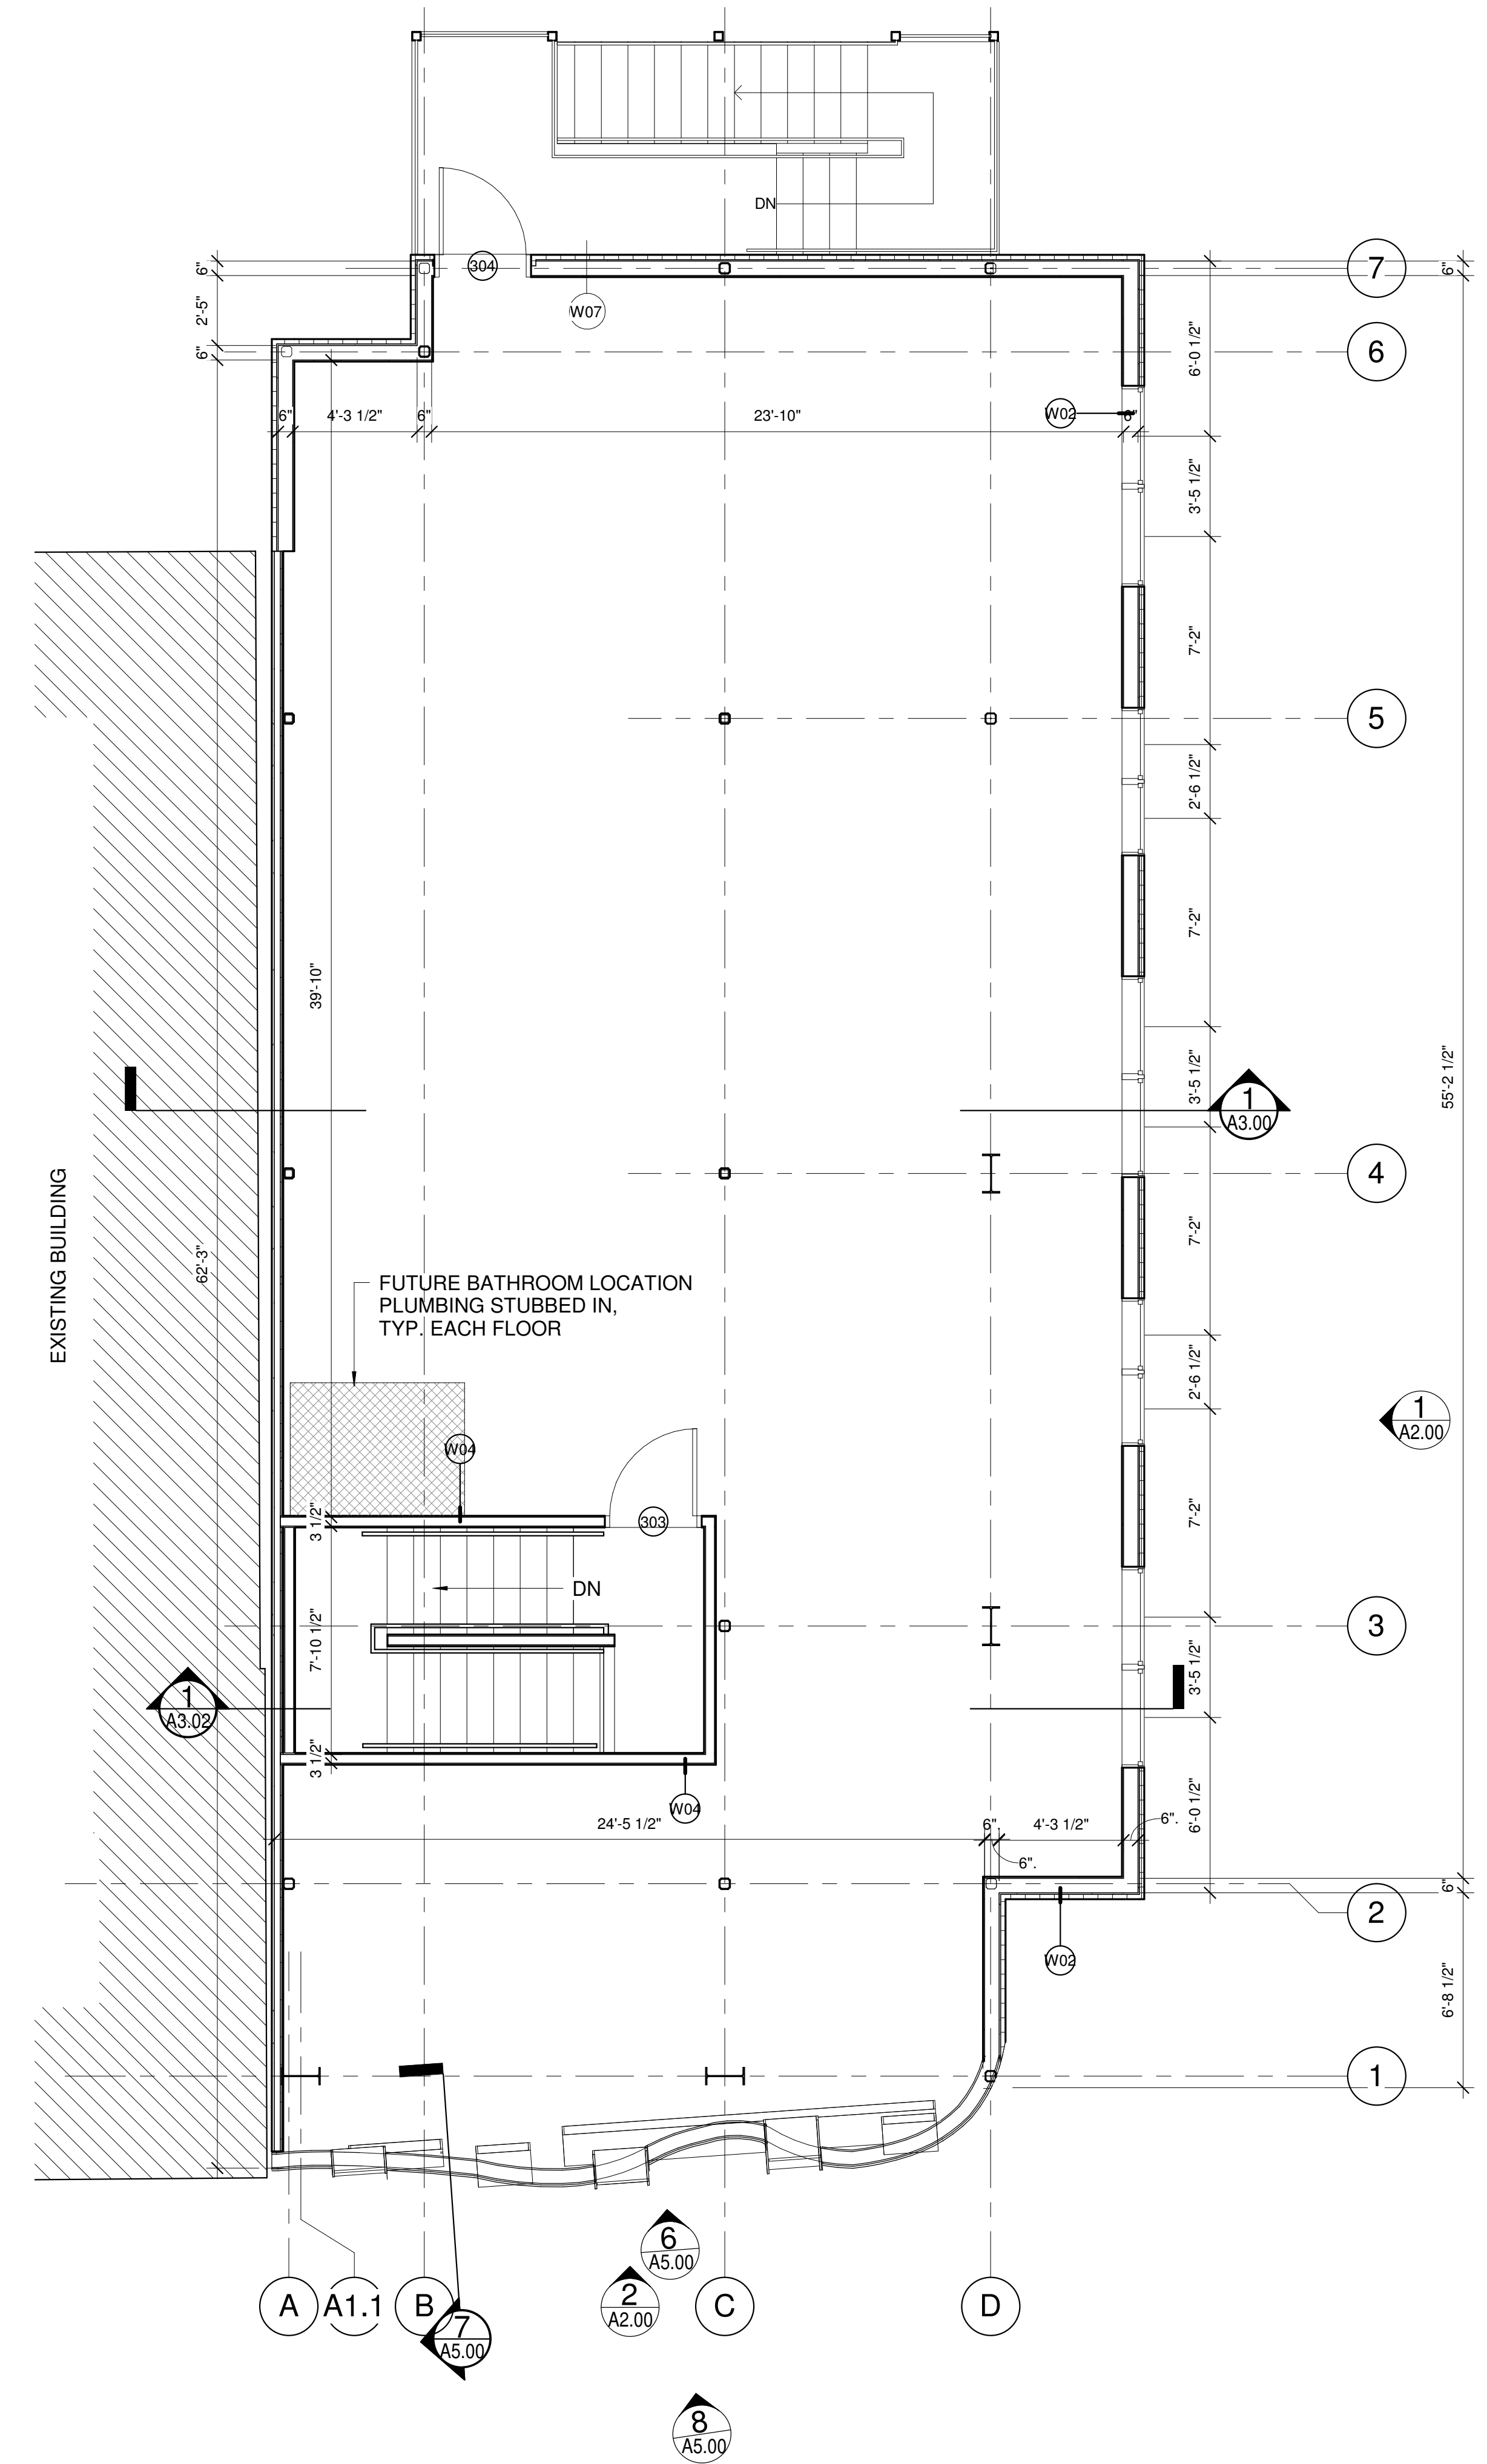 DN
304
7
6"
6"
W07
2'-5"
6
6"
6'-0 1/2"
6"
4'-3 1/2"
6"
23'-10"
W02
6"
3'-5 1/2"
7'-2"
5
2'-6 1/2"
7'-2"
39'-10"
3'-5 1/2"
55'-2 1/2"
1
A3.00
4
EXISTING BUILDING
62'-3"
7'-2"
FUTURE BATHROOM LOCATION
PLUMBING STUBBED IN,
TYP. EACH FLOOR
2'-6 1/2"
1
A2.00
W04
3 1/2"
303
7'-2"
DN
3
7'-10 1/2"
3'-5 1/2"
1
A3.02
3 1/2"
W04
24'-5 1/2"
6".
4'-3 1/2"
6".
6'-0 1/2"
6".
6"
2
W02
6'-8 1/2"
1
6
A5.00
A
A1.1
B
2
A2.00
C
D
7
A5.00
8
A5.00